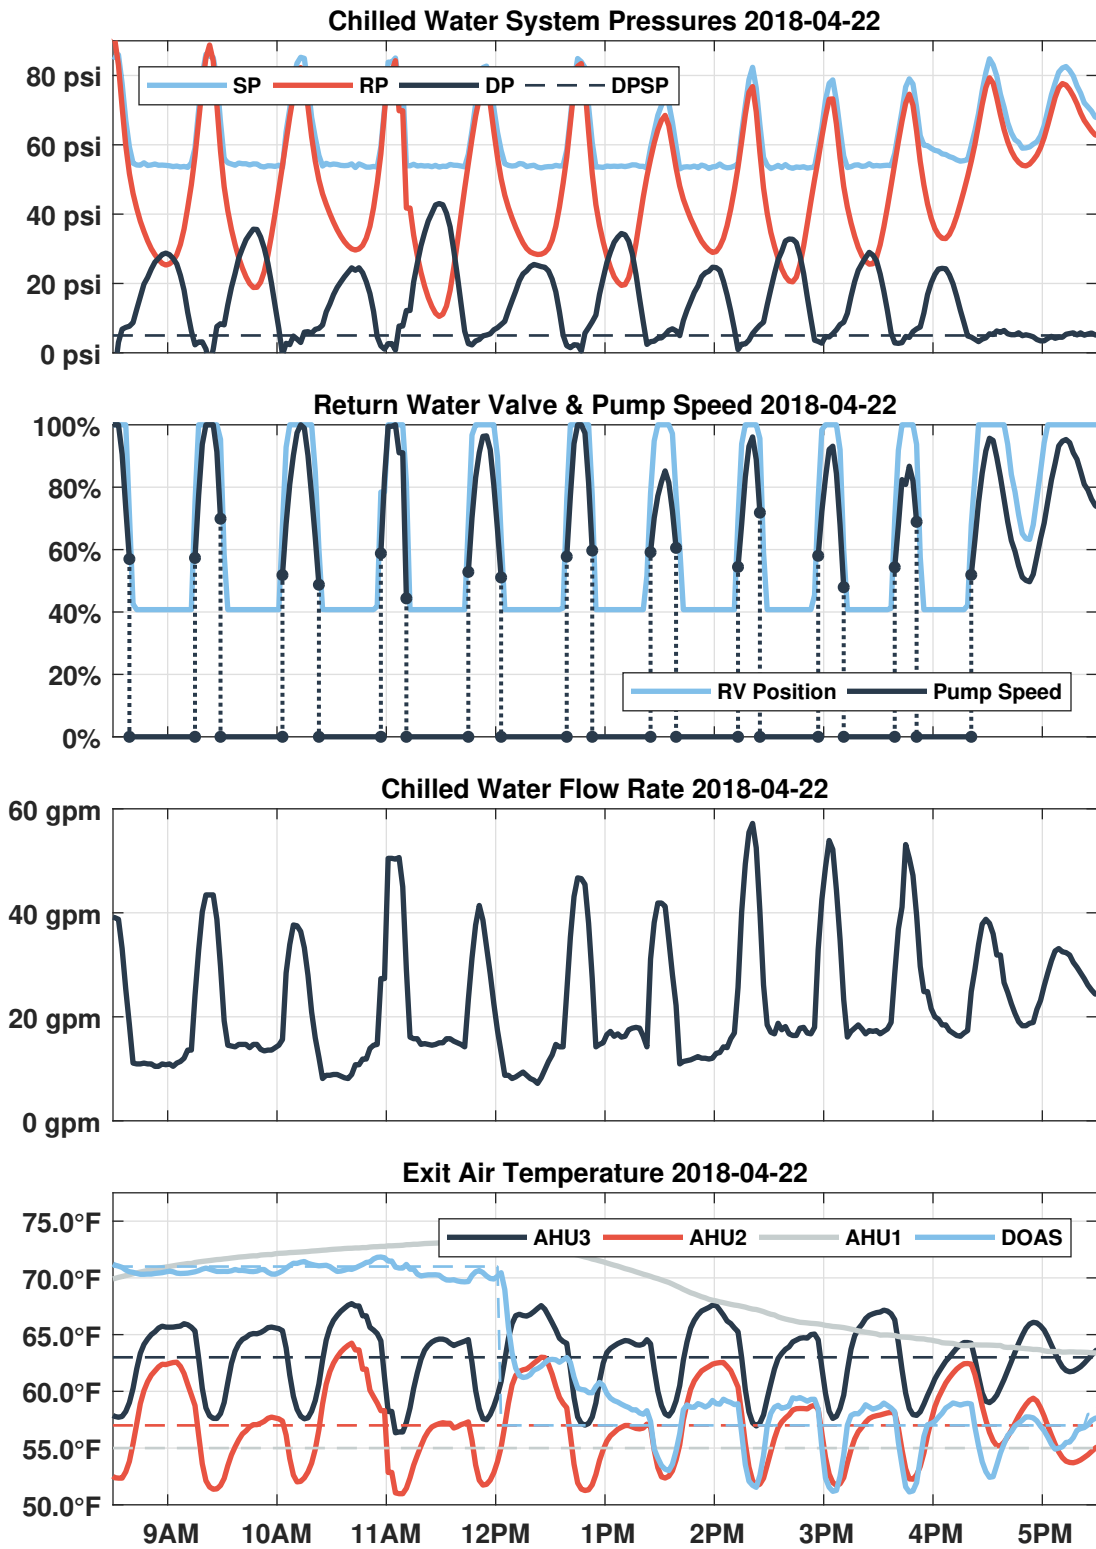 Chilled Water System Pressures 2018-04-22
80 psi
SP RP DP DPSP
60 psi
40 psi
20 psi
0 psi
Return Water Valve & Pump Speed 2018-04-22
100%
80%
60%
40%
20%
RV Position Pump Speed
0%
Chilled Water Flow Rate 2018-04-22
60 gpm
40 gpm
20 gpm
0 gpm
Exit Air Temperature 2018-04-22
75.0°F
AHU3 AHU2 AHU1 DOAS
70.0°F
65.0°F
60.0°F
55.0°F
50.0°F
9AM 10AM 11AM 12PM 1PM 2PM 3PM 4PM 5PM